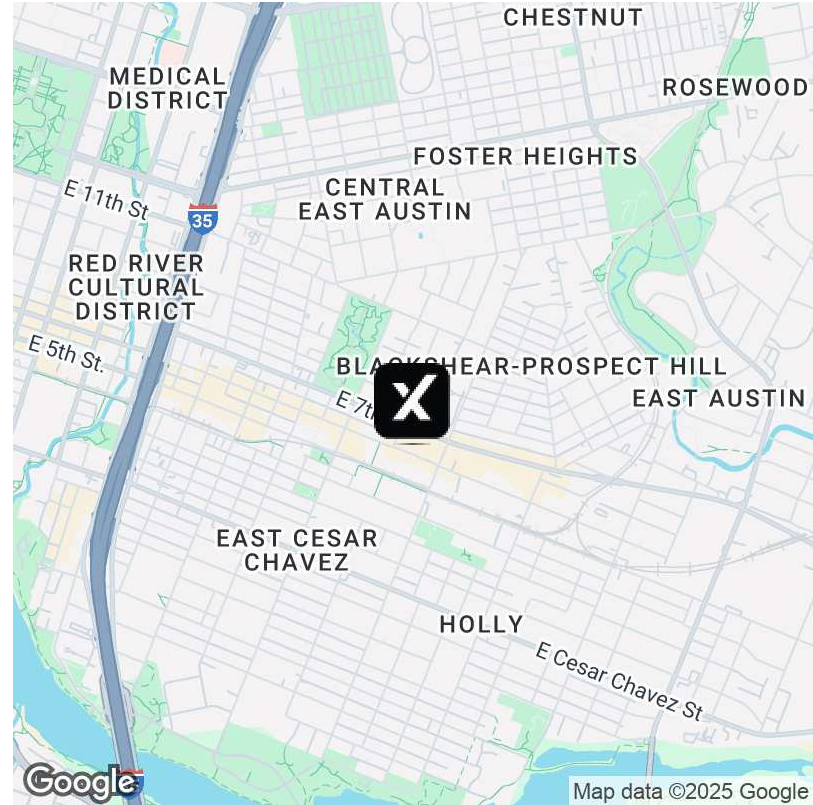 CHESTNUT
MEDICAL
DISTRICT
ROSEWOOD
FOSTER HEIGHTS
E 11th St
CENTRAL
EAST AUSTIN
35
RED RIVER
CULTURAL
DISTRICT
E 5th St.
BLACKSHEAR-PROSPECT HILL
E 7th
X
EAST AUSTIN
EAST CESAR
CHAVEZ
HOLLY
E Cesar Chavez St
Google
Map data ©2025 Google